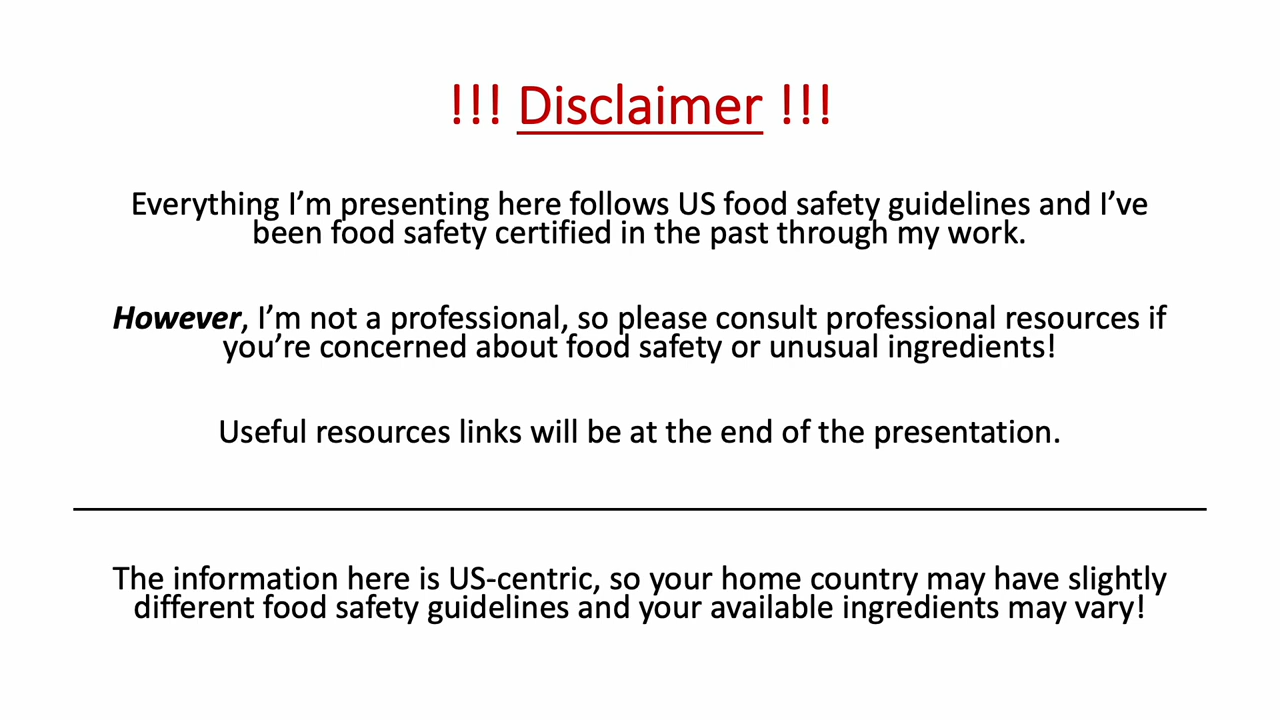 !!! Disclaimer !!!
Everything I’m presenting here follows US food safety guidelines and I’ve
been food safety certified in the past through my work.
However, I’m not a professional, so please consult professional resources if
you’re concerned about food safety or unusual ingredients!
Useful resources links will be at the end of the presentation.
The information here is US-centric, so your home country may have slightly
different food safety guidelines and your available ingredients may vary!